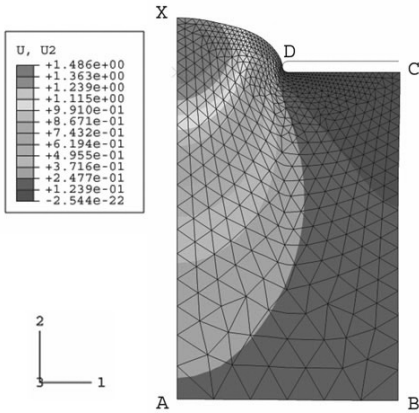 X
D
C
U, U2
+1.486e+00
+1.363e+00
+1.239e+00
+1.115e+00
+9.910e-01
+8.671e-01
+7.432e-01
+6.194e-01
+4.955e-01
+3.716e-01
+2.477e-01
+1.239e-01
-2.544e-22
2
3 1
A B